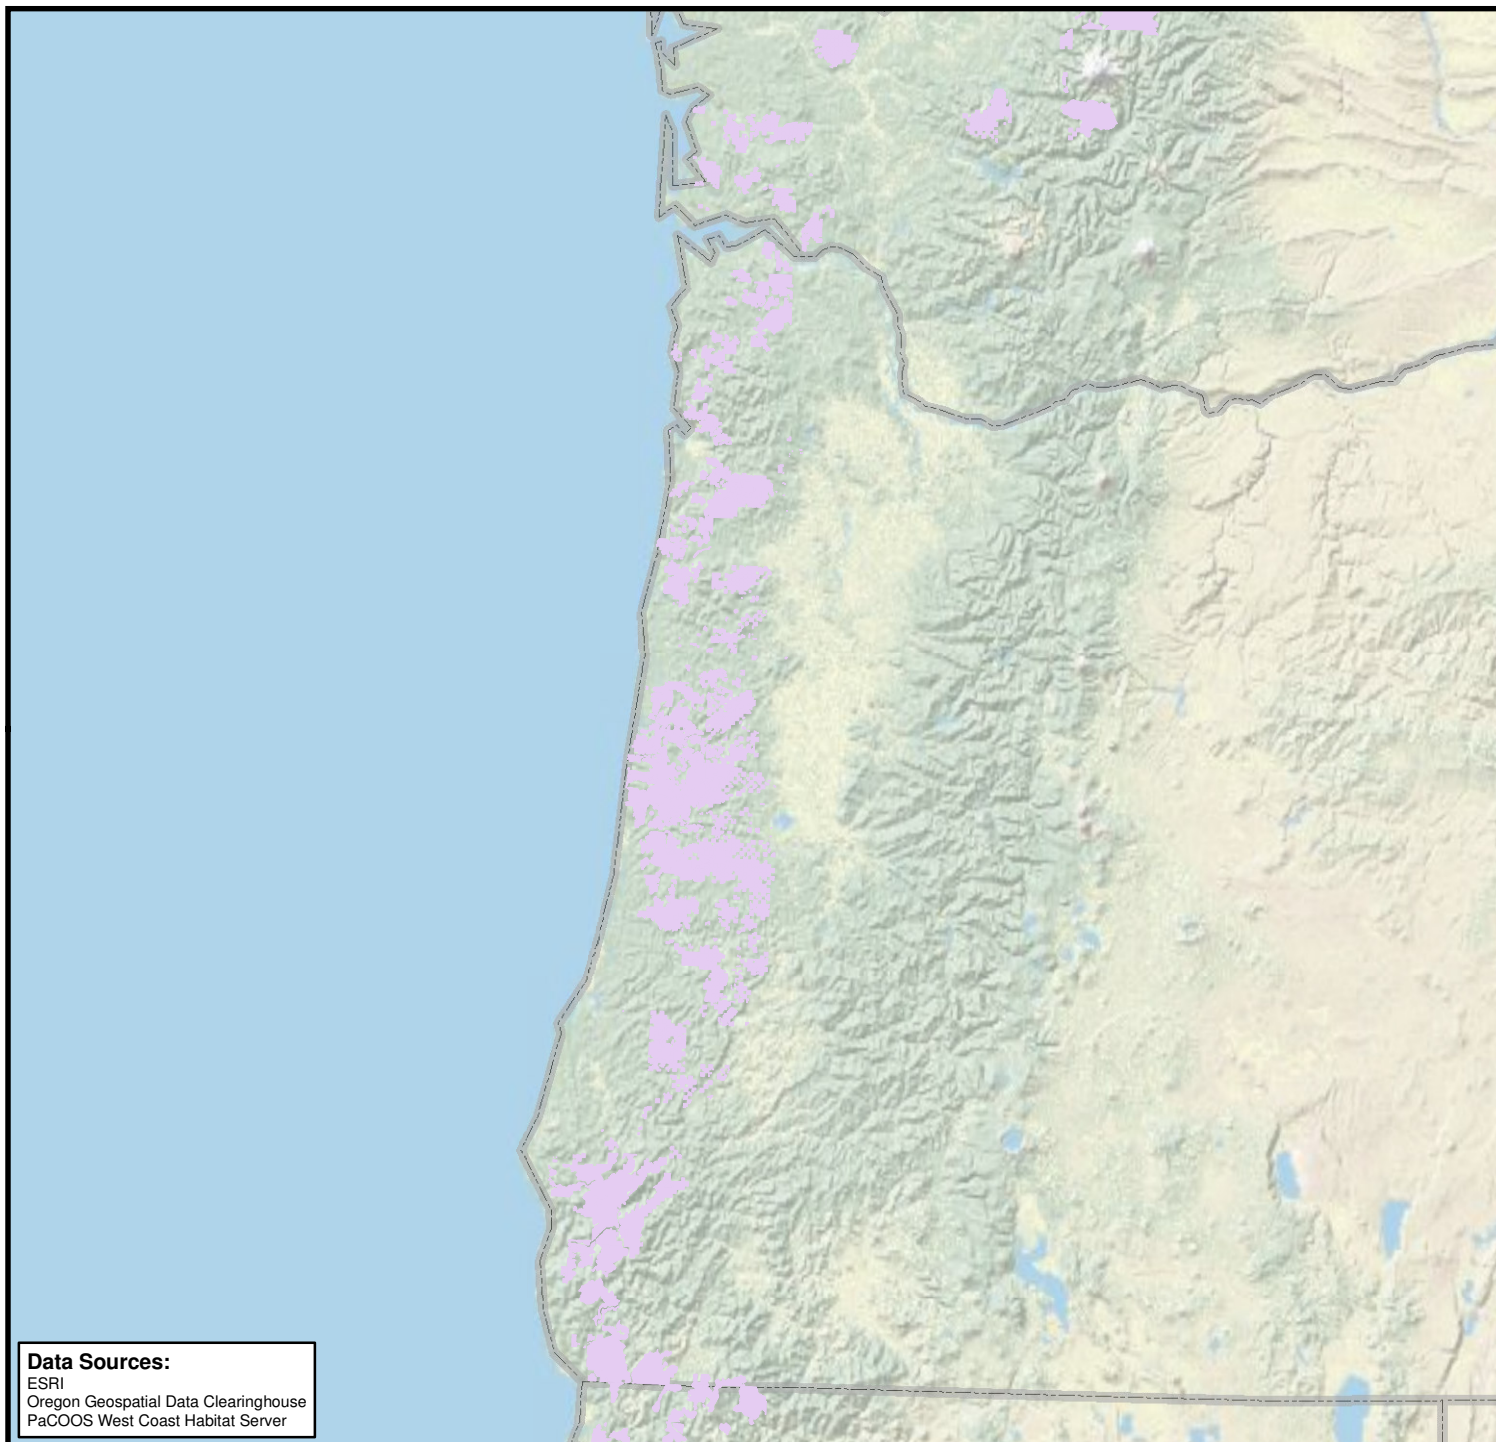 Data Sources:
ESRI
Oregon Geospatial Data Clearinghouse
PaCOOS West Coast Habitat Server